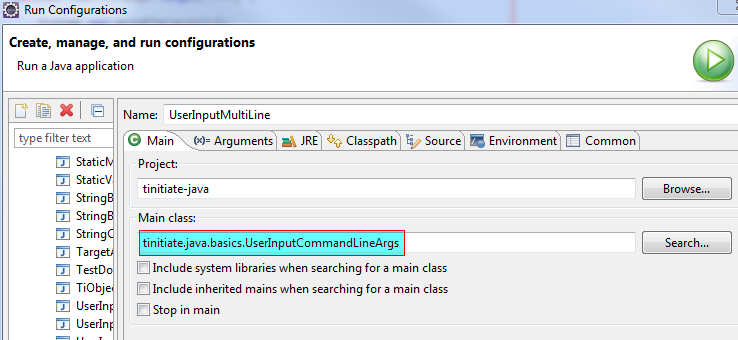 Run Configurations
Create, manage, and run configurations
Run a Java application
Name: UserInputMultiLine
type filter text
Main (x)= Arguments JRE Classpath Source Environment Common
StaticM
StaticVa
StringB
StringB
StringC
TargetA
TestDo
TiObje
UserInp
UserInp
UserInp
Project:
tinitiate-java
Browse...
Main class:
tinitiate.java.basics.UserInputCommandLineArgs
Search...
Include system libraries when searching for a main class
Include inherited mains when searching for a main class
Stop in main